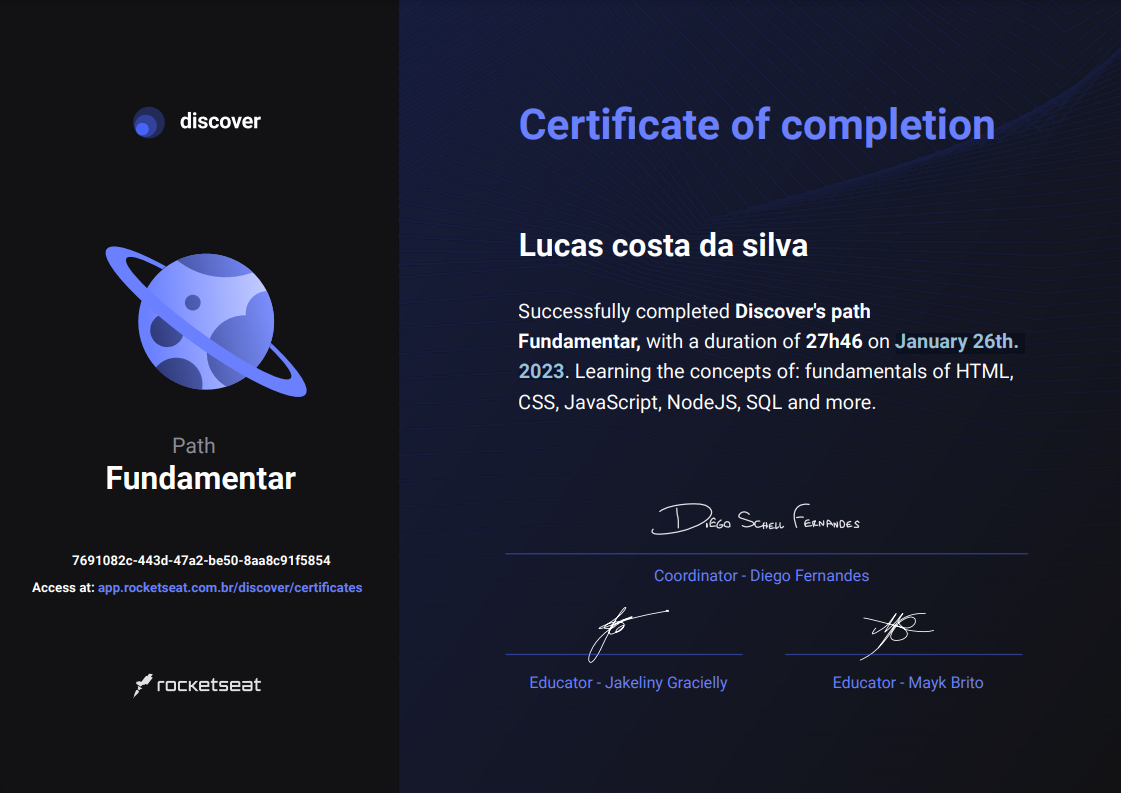 discover
Path
Fundamentar
7691082c-443d-47a2-be50-8aa8c91f5854
Access at: app.rocketseat.com.br/discover/certificates
rocketseat
Certificate of completion
Lucas costa da silva
Successfully completed Discover's path
Fundamentar, with a duration of 27h46 on January 26th.
2023. Learning the concepts of: fundamentals of HTML,
CSS, JavaScript, NodeJS, SQL and more.
Diego Schell Fernandes
Coordinator - Diego Fernandes
Educator - Jakeliny Gracielly
Educator - Mayk Brito